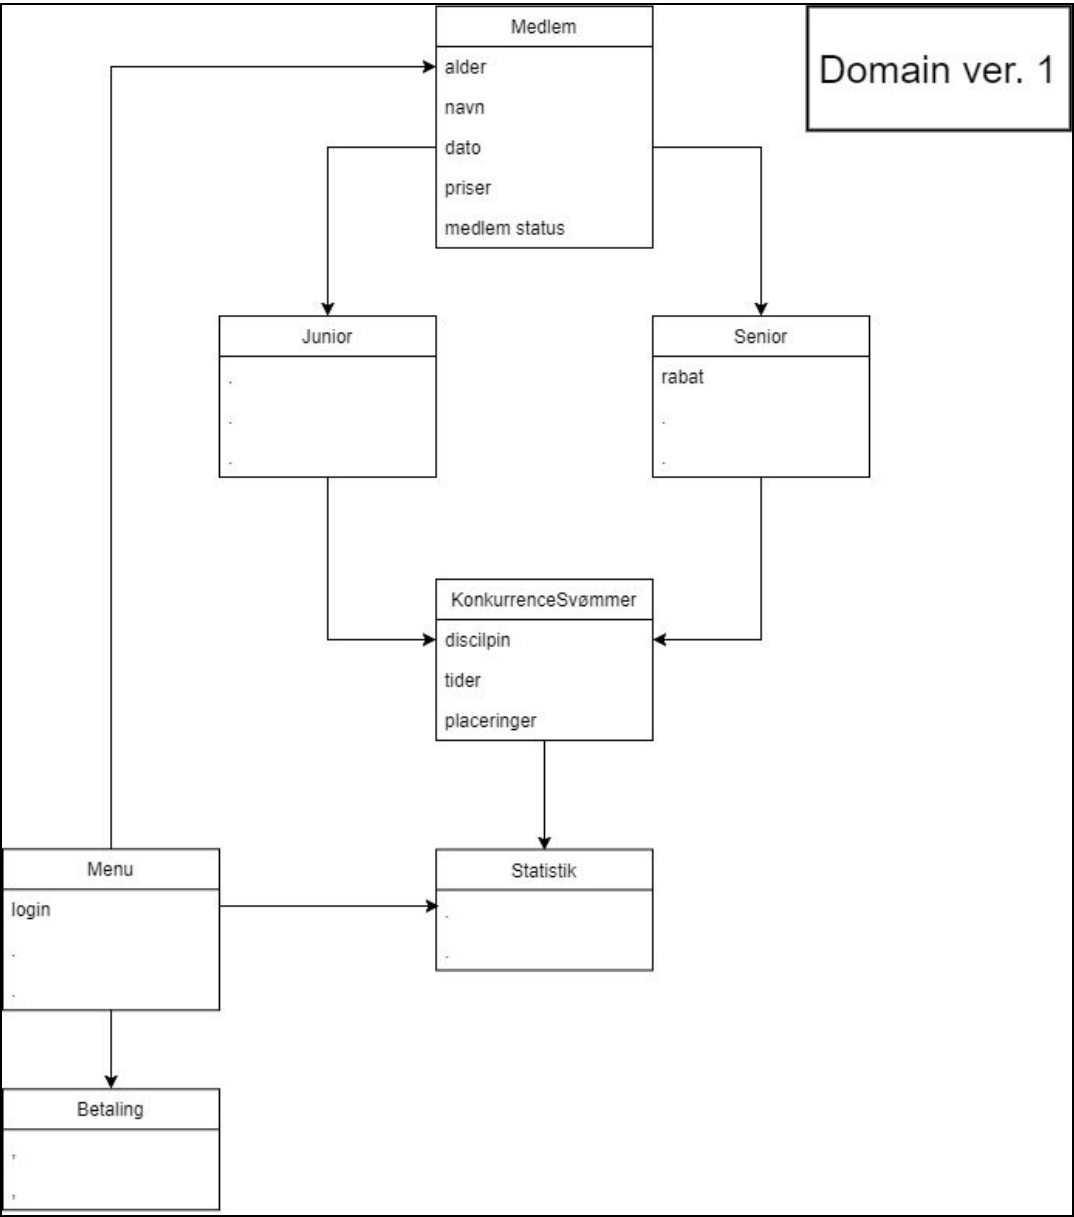 Medlem
alder
navn
dato
priser
medlem status
Domain ver. 1
Junior
.
.
.
Senior
rabat
.
.
KonkurrenceSvømmer
discilpin
tider
placeringer
Menu
login
.
.
Statistik
.
.
Betaling
,
,